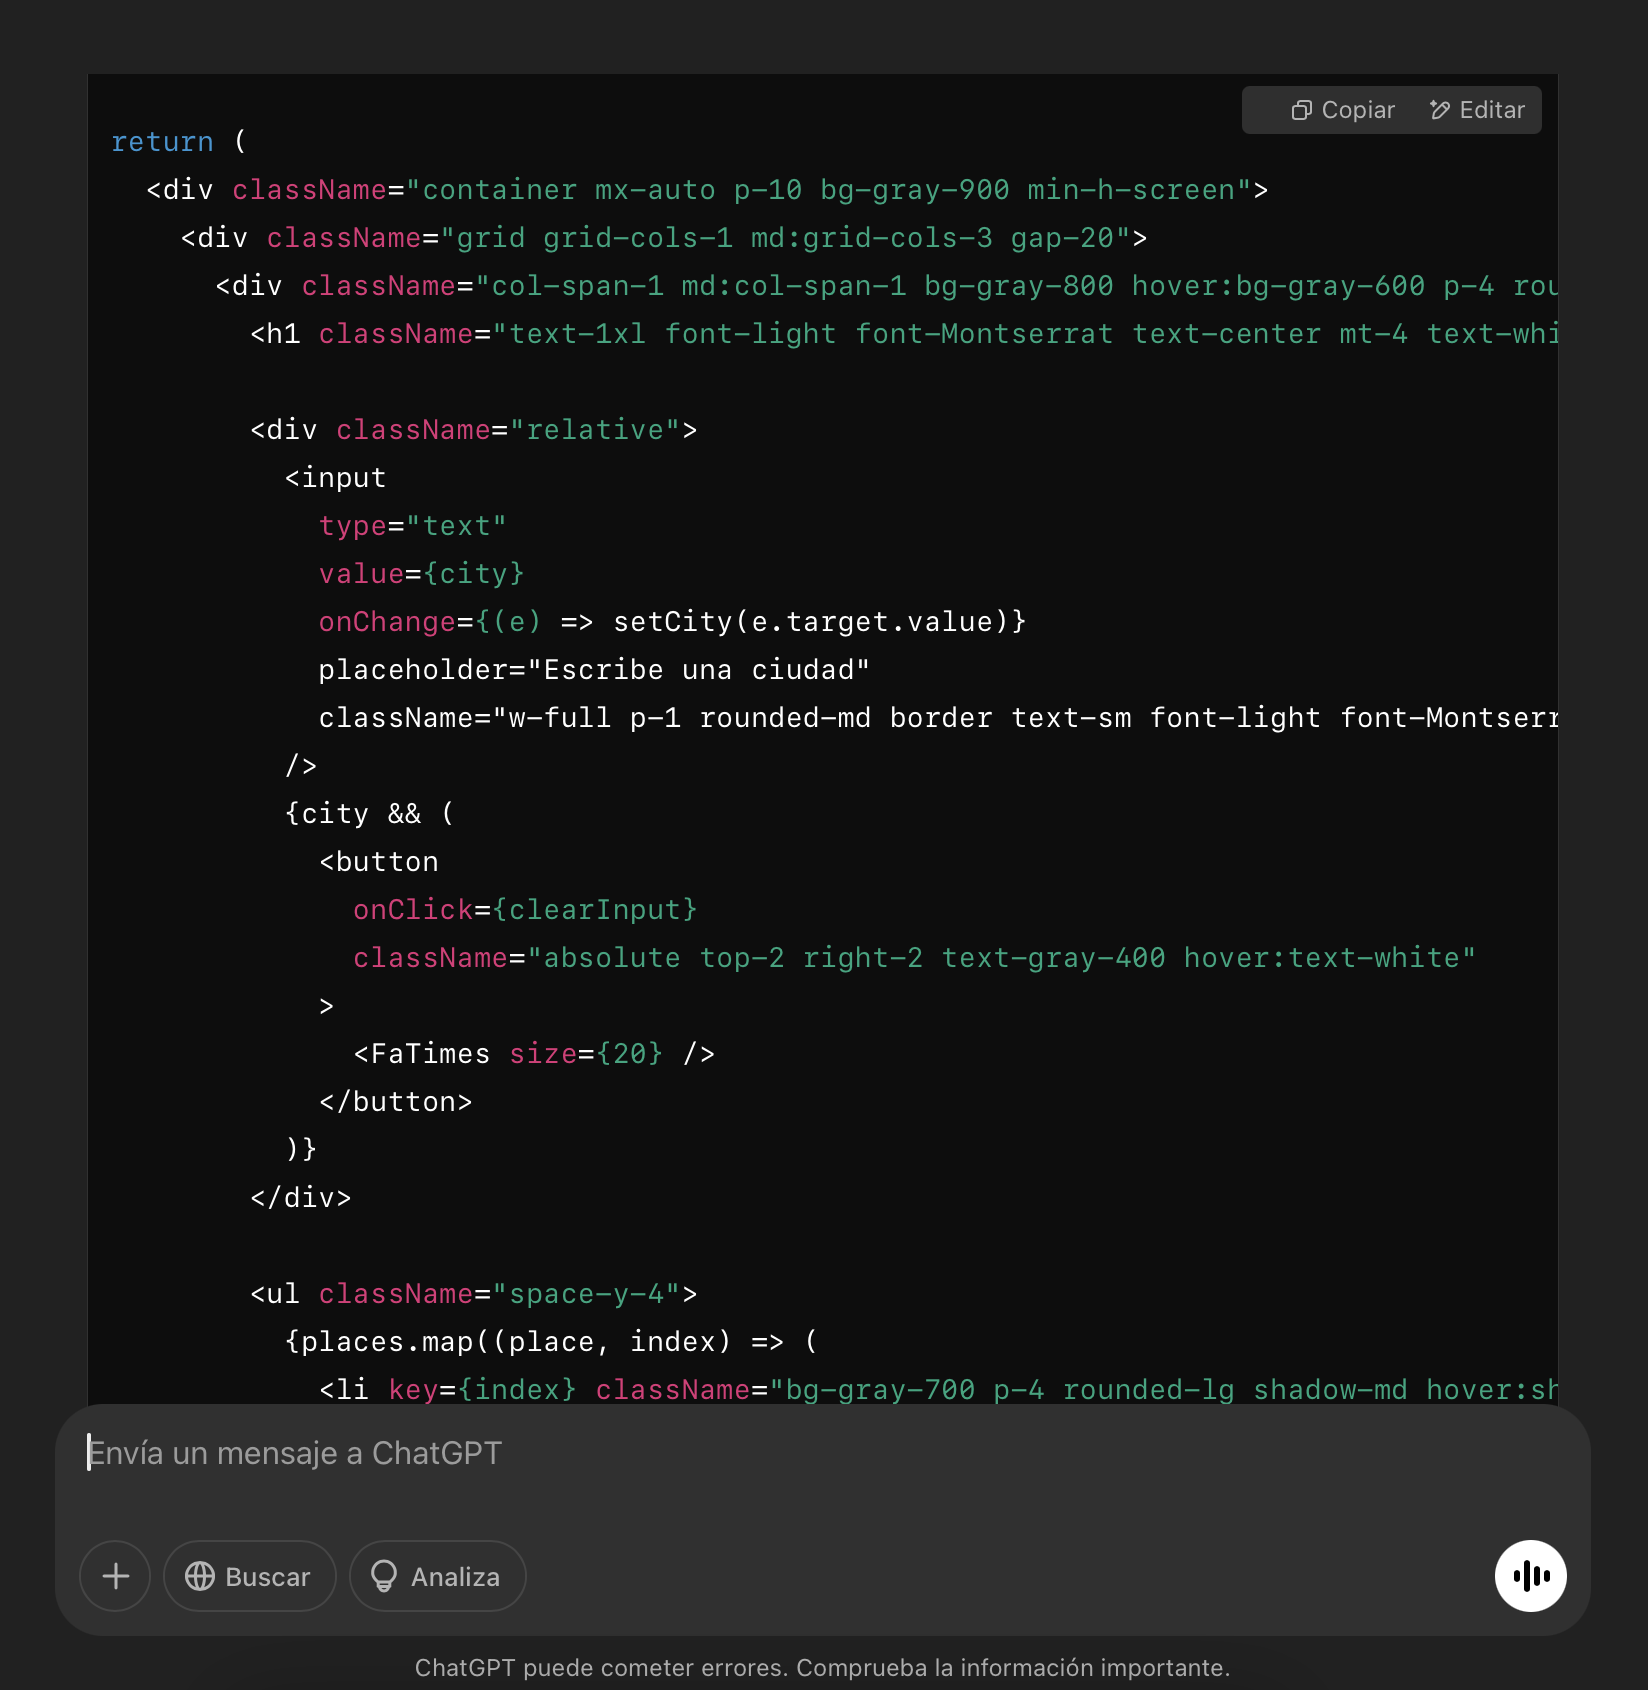 Copiar Editar
return (
<div className="container mx-auto p-10 bg-gray-900 min-h-screen">
<div className="grid grid-cols-1 md:grid-cols-3 gap-20">
<div className="col-span-1 md:col-span-1 bg-gray-800 hover:bg-gray-600 p-4 rou
<h1 className="text-1xl font-light font-Montserrat text-center mt-4 text-whi
<div className="relative">
<input
type="text"
value={city}
onChange={(e) => setCity(e.target.value)}
placeholder="Escribe una ciudad"
className="w-full p-1 rounded-md border text-sm font-light font-Montserr
/>
{city && (
<button
onClick={clearInput}
className="absolute top-2 right-2 text-gray-400 hover:text-white"
>
<FaTimes size={20} />
</button>
)}
</div>
<ul className="space-y-4">
{places.map((place, index) => (
<li key={index} className="bg-gray-700 p-4 rounded-lg shadow-md hover:sh
Envía un mensaje a ChatGPT
Buscar Analiza
ChatGPT puede cometer errores. Comprueba la información importante.